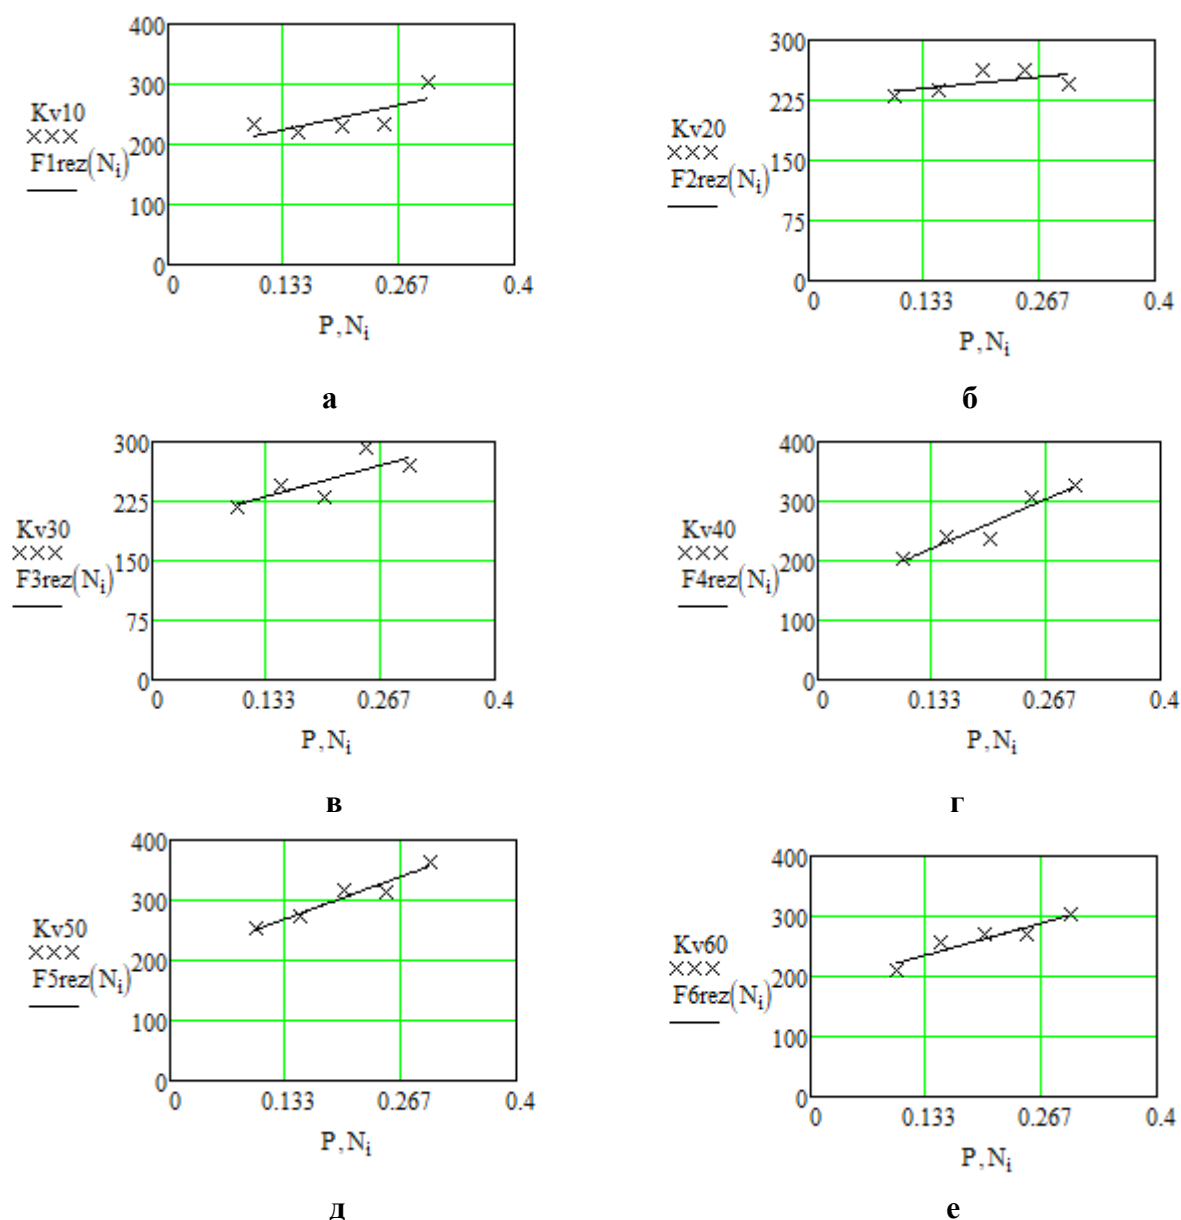 400
300
Kv10
200
F1rez(Nᵢ)
100
0
0 0.133 0.267 0.4
P, Nᵢ
а
300
225
Kv20
150
F2rez(Nᵢ)
75
0
0 0.133 0.267 0.4
P, Nᵢ
б
300
225
Kv30
150
F3rez(Nᵢ)
75
0
0 0.133 0.267 0.4
P, Nᵢ
в
400
300
Kv40
200
F4rez(Nᵢ)
100
0
0 0.133 0.267 0.4
P, Nᵢ
г
400
300
Kv50
200
F5rez(Nᵢ)
100
0
0 0.133 0.267 0.4
P, Nᵢ
д
400
300
Kv60
200
F6rez(Nᵢ)
100
0
0 0.133 0.267 0.4
P, Nᵢ
е